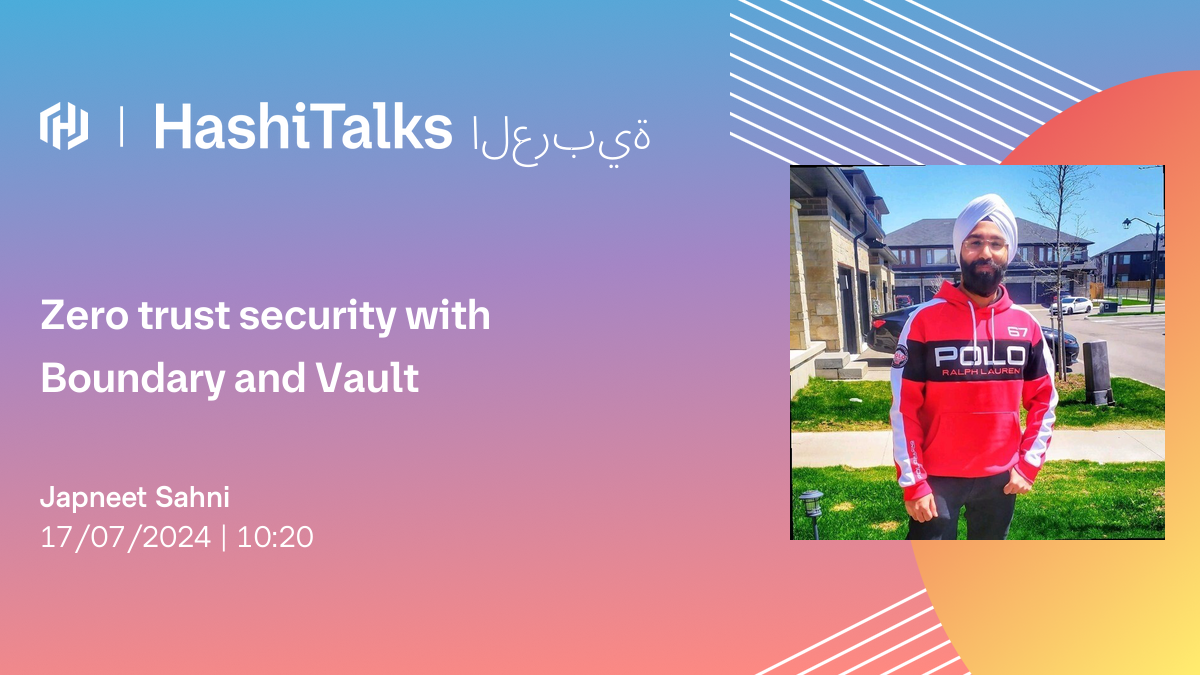 HashiTalks العربية
Zero trust security with
Boundary and Vault
Japneet Sahni
17/07/2024 | 10:20
67
POLO
RALPH LAUREN